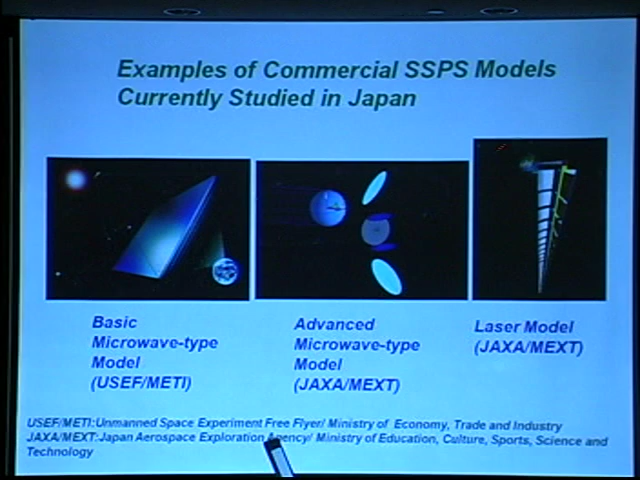 Examples of Commercial SSPS Models
Currently Studied in Japan
Basic
Microwave-type
Model
(USEF/METI)
Advanced
Microwave-type
Model
(JAXA/MEXT)
Laser Model
(JAXA/MEXT)
USEF/METI:Unmanned Space Experiment Free Flyer/ Ministry of Economy, Trade and Industry
JAXA/MEXT:Japan Aerospace Exploration Agency/ Ministry of Education, Culture, Sports, Science and
Technology